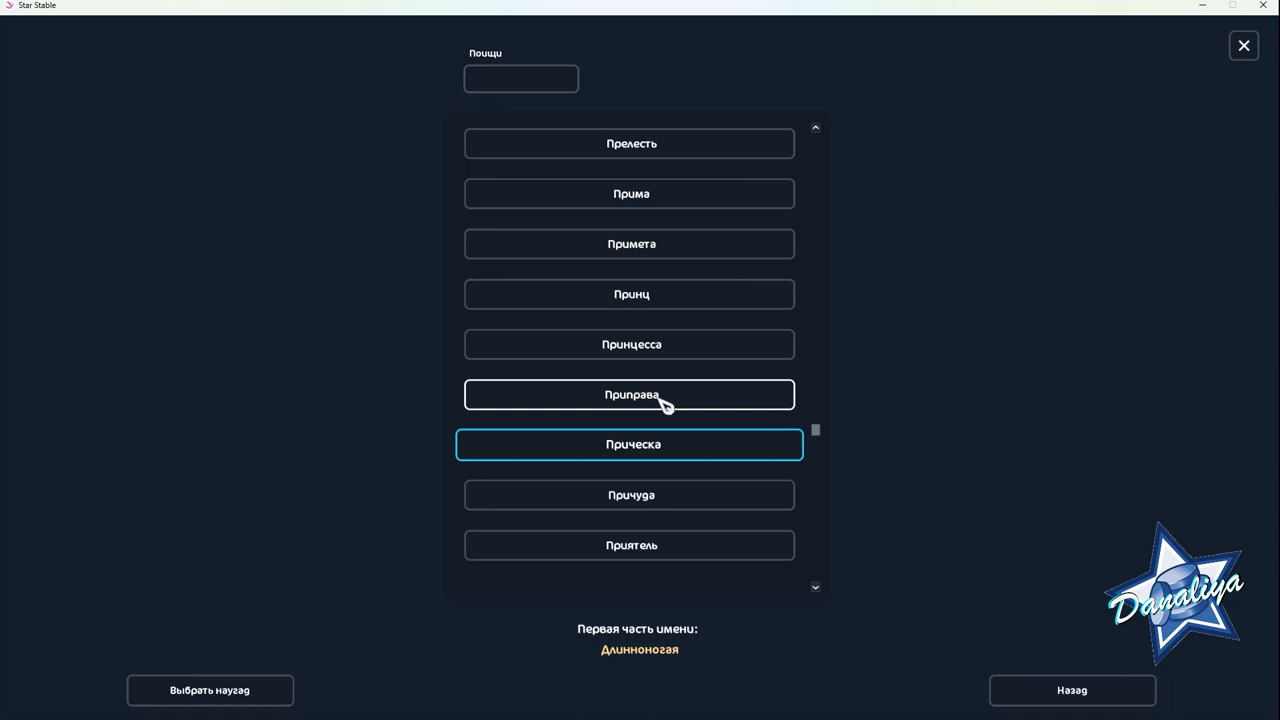 Star Stable
Поищи
Прелесть
Прима
Примета
Принц
Принцесса
Приправа
Прическа
Причуда
Приятель
Danaliya
Первая часть имени:
Длинноногая
Выбрать наугад
Назад